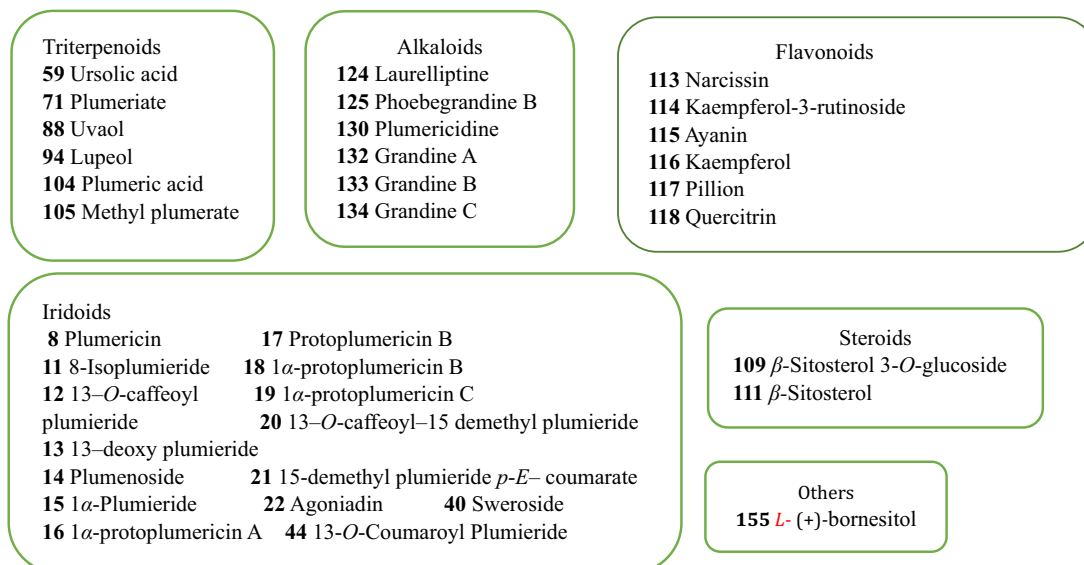 Triterpenoids
59 Ursolic acid
71 Plumeriate
88 Uvaol
94 Lupeol
104 Plumeric acid
105 Methyl plumerate
Alkaloids
124 Laurelliptine
125 Phoebegrandine B
130 Plumericidine
132 Grandine A
133 Grandine B
134 Grandine C
Flavonoids
113 Narcissin
114 Kaempferol-3-rutinoside
115 Ayanin
116 Kaempferol
117 Pillion
118 Quercitrin
Iridoids
8 Plumericin 17 Protoplumericin B
11 8-Isoplumieride 18 1α-protoplumericin B
12 13–O-caffeoyl 19 1α-protoplumericin C
plumieride 20 13–O-caffeoyl–15 demethyl plumieride
13 13–deoxy plumieride
14 Plumenoside 21 15-demethyl plumieride p-E– coumarate
15 1α-Plumieride 22 Agoniadin 40 Sweroside
16 1α-protoplumericin A 44 13-O-Coumaroyl Plumieride
Steroids
109 β-Sitosterol 3-O-glucoside
111 β-Sitosterol
Others
155 L- (+)-bornesitol